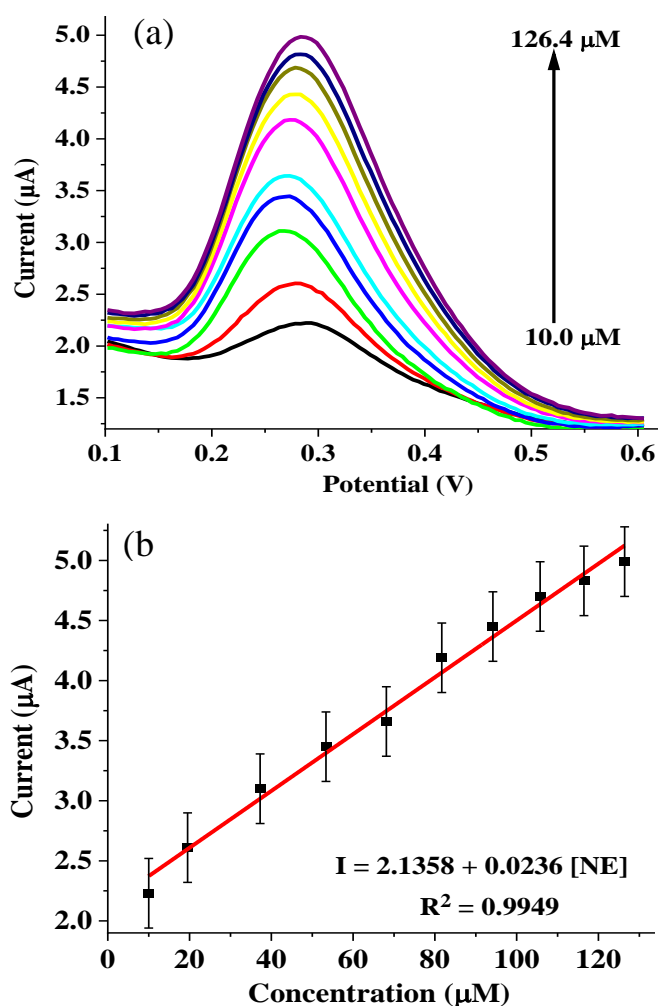 (a)
126.4 µM
10.0 µM
5.0
4.5
4.0
3.5
3.0
2.5
2.0
1.5
Current (µA)
0.1 0.2 0.3 0.4 0.5 0.6
Potential (V)
(b
5.0
4.5
4.0
3.5
3.0
2.5
2.0
Current (µA)
I = 2.1358 + 0.0236 [NE]
R² = 0.9949
0 20 40 60 80 100 120
Concentration (µM)